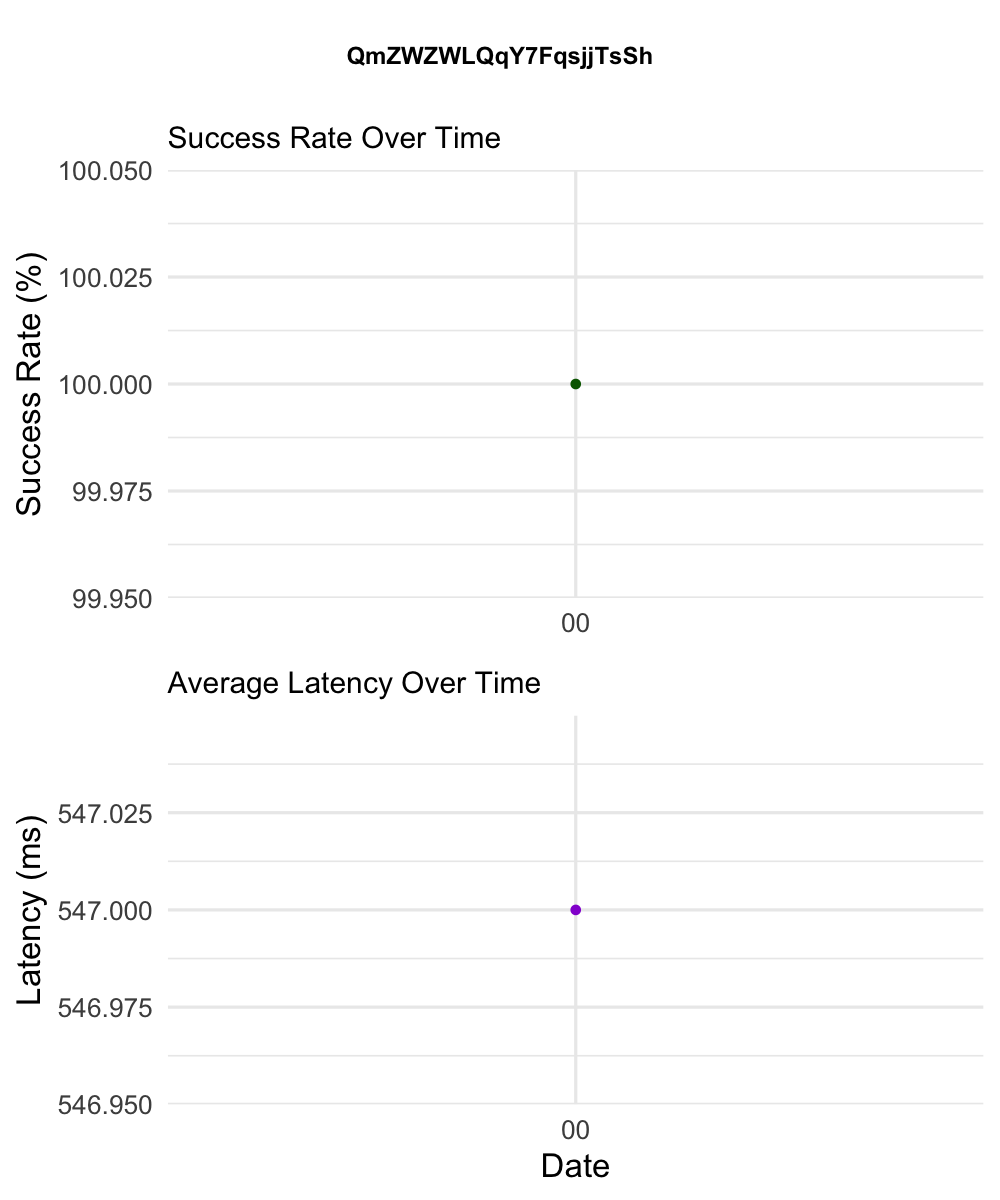 QmZWZWLQqY7FqsjjTsSh
Success Rate Over Time
Success Rate (%)
100.050
100.025
100.000
99.975
99.950
00
Average Latency Over Time
Latency (ms)
547.025
547.000
546.975
546.950
00
Date